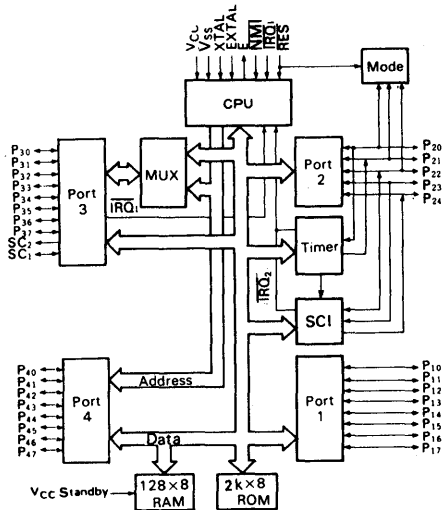 VCC
VSS
XTAL
EXTAL
E
NMI
IRQ1
RES
Mode
CPU
P30
P31
P32
P33
P34
P35
P36
P37
SC2
SC1
Port 3
MUX
IRQ1
Port 2
P20
P21
P22
P23
P24
Timer
IRQ2
SCI
P40
P41
P42
P43
P44
P45
P46
P47
Port 4
Address
Data
Port 1
P10
P11
P12
P13
P14
P15
P16
P17
VCC Standby
128×8
RAM
2k×8
ROM